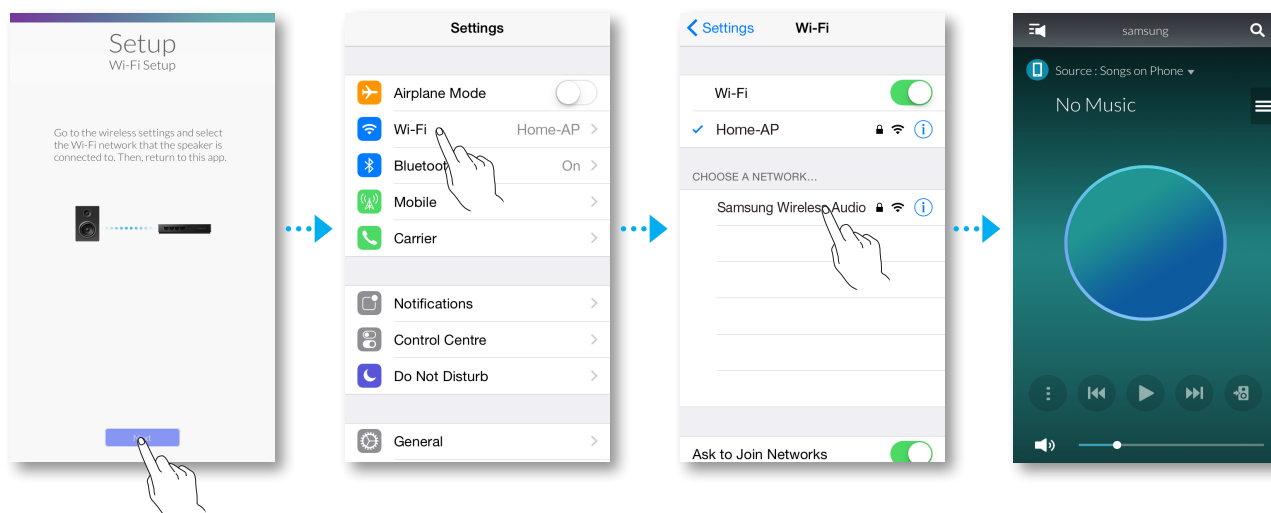 Setup
Wi-Fi Setup
Go to the wireless settings and select
the Wi-Fi network that the speaker is
connected to. Then, return to this app.
Next
Settings
Airplane Mode
Wi-Fi Home-AP
Bluetoot On
Mobile
Carrier
Notifications
Control Centre
Do Not Disturb
General
Settings Wi-Fi
Wi-Fi
Home-AP
CHOOSE A NETWORK...
Samsung Wireless Audio
Ask to Join Networks
samsung
Source : Songs on Phone
No Music